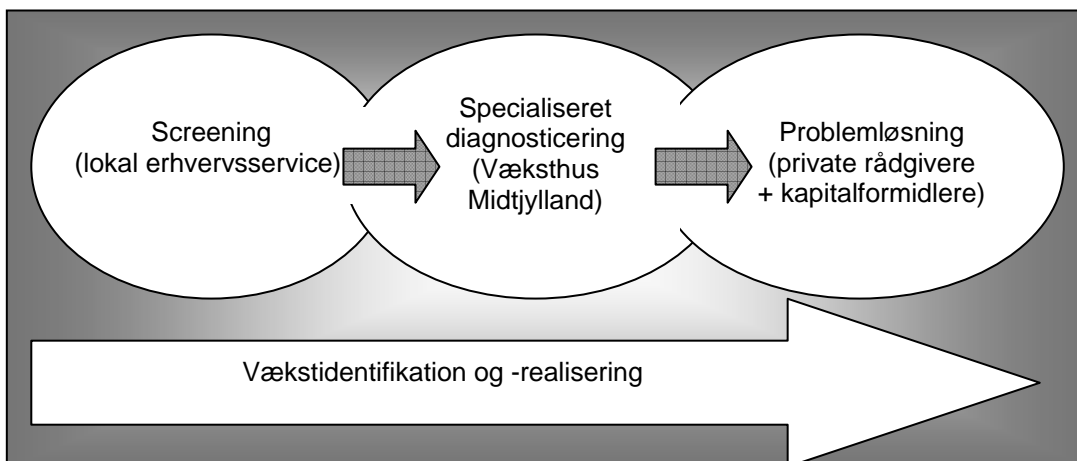 Screening
(lokal erhvervsservice)
Specialiseret
diagnosticering
(Væksthus
Midtjylland)
Problemløsning
(private rådgivere
+ kapitalformidlere)
Vækstidentifikation og -realisering